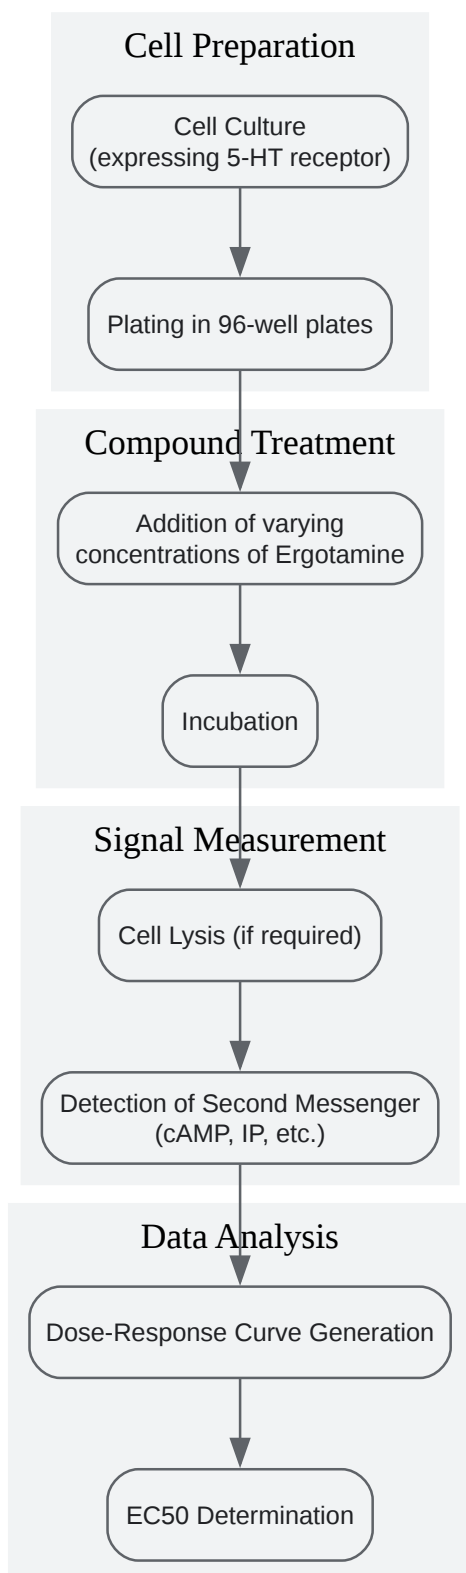 Cell Preparation
Cell Culture
(expressing 5-HT receptor)
Plating in 96-well plates
Compound Treatment
Addition of varying
concentrations of Ergotamine
Incubation
Signal Measurement
Cell Lysis (if required)
Detection of Second Messenger
(cAMP, IP, etc.)
Data Analysis
Dose-Response Curve Generation
EC50 Determination